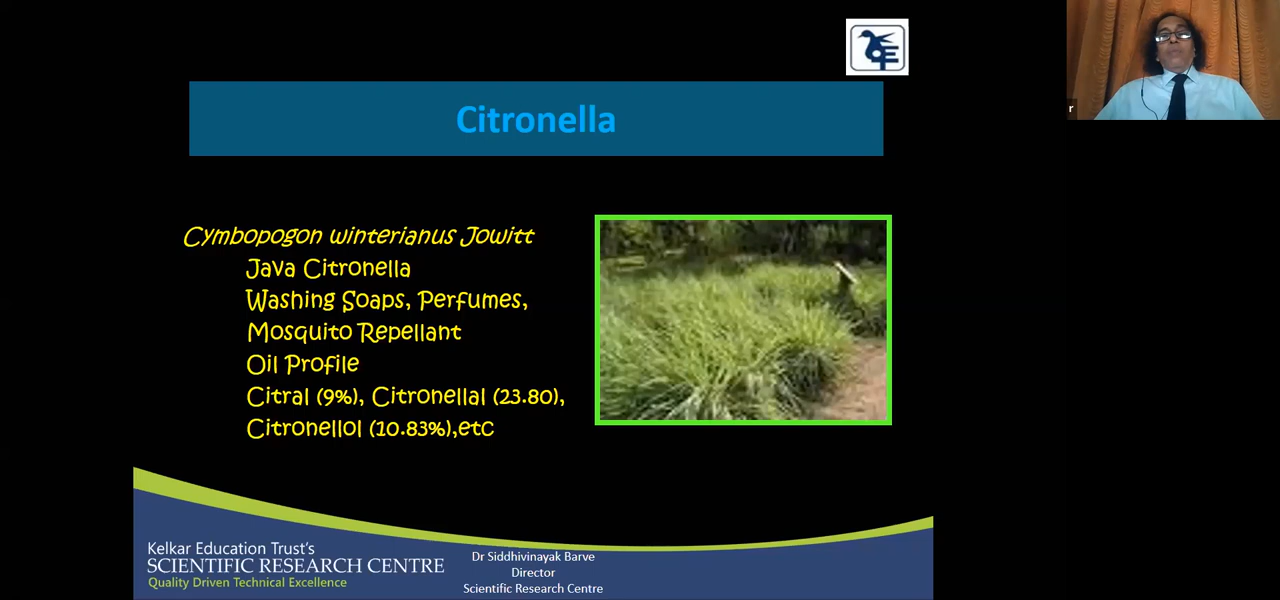 Citronella
Cymbopogon winterianus Jowitt
Java Citronella
Washing Soaps, Perfumes,
Mosquito Repellant
Oil Profile
Citral (9%), Citronellal (23.80),
Citronellol (10.83%),etc
Kelkar Education Trust's
SCIENTIFIC RESEARCH CENTRE
Quality Driven Technical Excellence
Dr Siddhivinayak Barve
Director
Scientific Research Centre
r